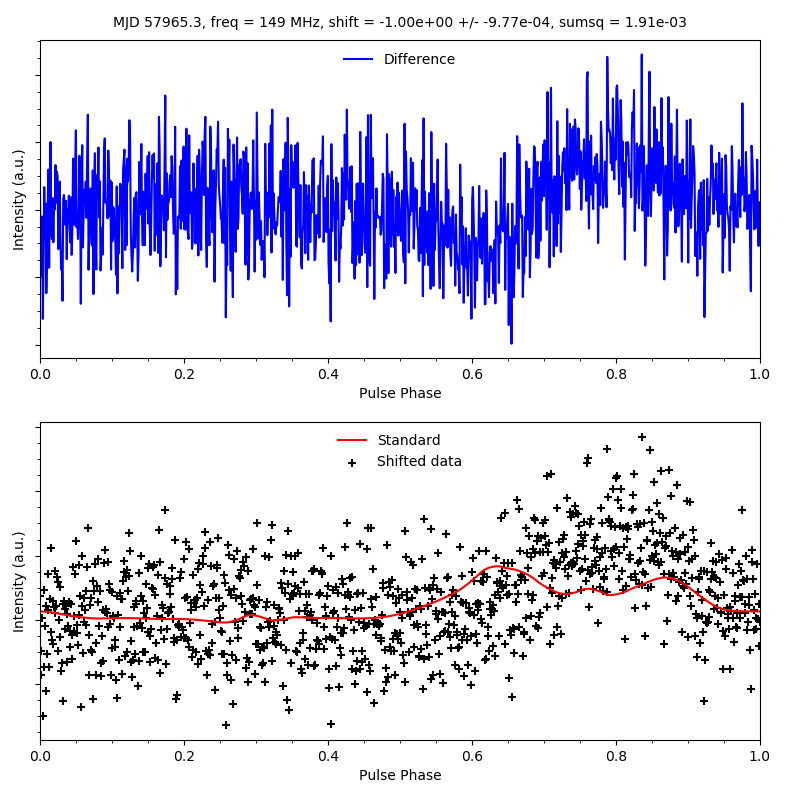 MJD 57965.3, freq = 149 MHz, shift = -1.00e+00 +/- -9.77e-04, sumsq = 1.91e-03
Difference
Intensity (a.u.)
0.0 0.2 0.4 0.6 0.8 1.0
Pulse Phase
Standard
Shifted data
Intensity (a.u.)
0.0 0.2 0.4 0.6 0.8 1.0
Pulse Phase